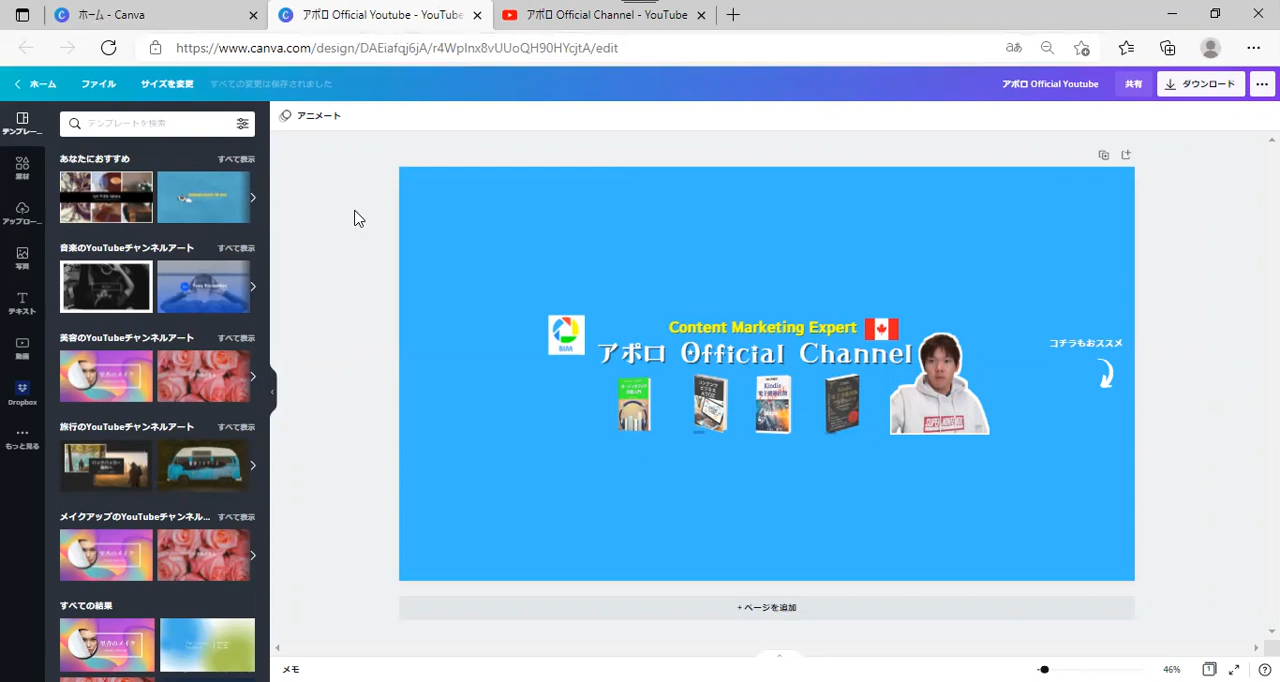 ホーム - Canva
アポロ Official Youtube - YouTube
アポロ Official Channel - YouTube
https://www.canva.com/design/DAEiafqj6jA/r4WpInx8vUUoQH90HYcjtA/edit
ホーム
ファイル
サイズを変更
すべての変更は保存されました
アポロ Official Youtube
共有
ダウンロード
テンプレー...
素材
アップロー...
写真
テキスト
動画
Dropbox
もっと見る
テンプレートを検索
あなたにおすすめ
すべて表示
音楽のYouTubeチャンネルアート
すべて表示
美容のYouTubeチャンネルアート
すべて表示
旅行のYouTubeチャンネルアート
すべて表示
メイクアップのYouTubeチャンネル...
すべて表示
すべての結果
アニメート
BIM
Content Marketing Expert
アポロ Official Channel
Kindle
コチラもおススメ
+ ページを追加
メモ
46%
1